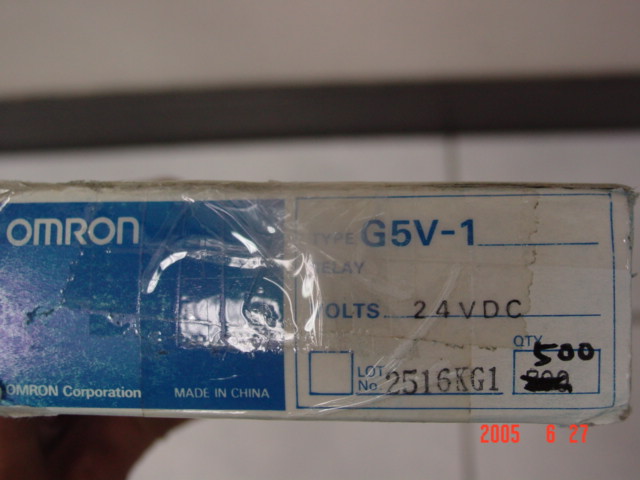 OMRON
TYPE G5V-1
RELAY
VOLTS 24VDC
QTY
500
LOT No. 2516KG1
OMRON Corporation
MADE IN CHINA
2005 6 27